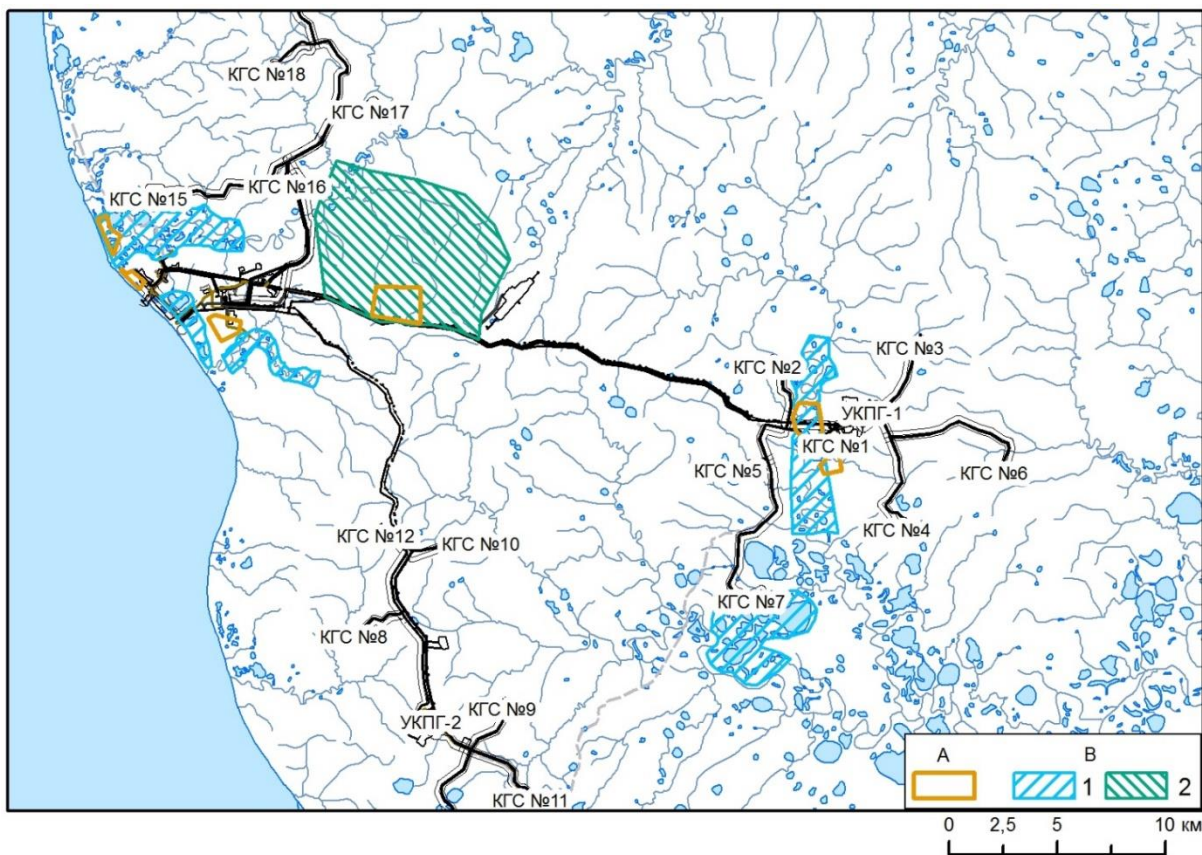 КГС №18
КГС №17
КГС №15
КГС №16
КГС №2
КГС №3
УКПГ-1
КГС №1
КГС №5
КГС №6
КГС №4
КГС №12
КГС №10
КГС №7
КГС №8
УКПГ-2
КГС №9
КГС №11
А В
1 2
0 2,5 5 10 км